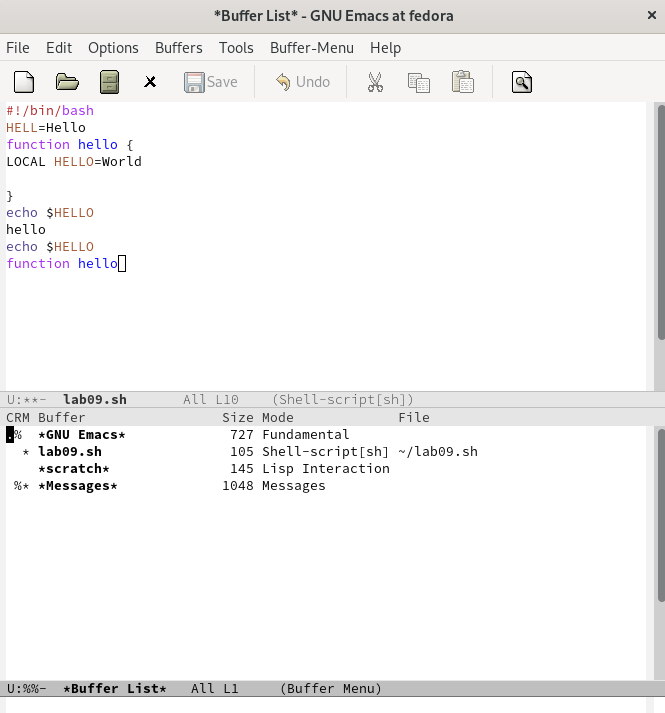 *Buffer List* - GNU Emacs at fedora ×
File Edit Options Buffers Tools Buffer-Menu Help
Save Undo
#!/bin/bash
HELL=Hello
function hello {
LOCAL HELLO=World
}
echo $HELLO
hello
echo $HELLO
function hello
U:**- lab09.sh All L10 (Shell-script[sh])
CRM Buffer Size Mode File
.% *GNU Emacs* 727 Fundamental
* lab09.sh 105 Shell-script[sh] ~/lab09.sh
*scratch* 145 Lisp Interaction
%* *Messages* 1048 Messages
U:%%- *Buffer List* All L1 (Buffer Menu)